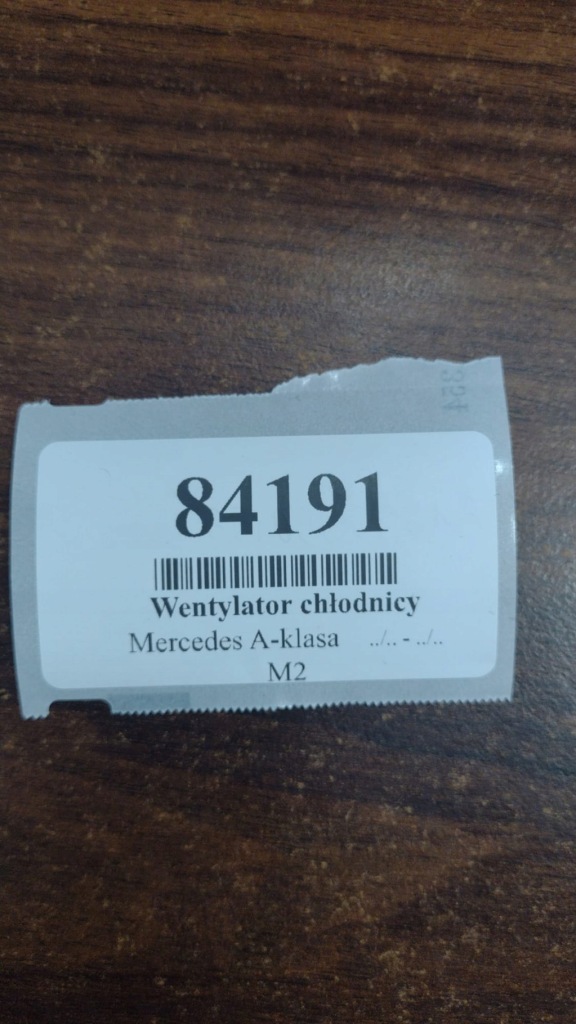 84191
Wentylator chłodnicy
Mercedes A-klasa ../.. - ../..
M2